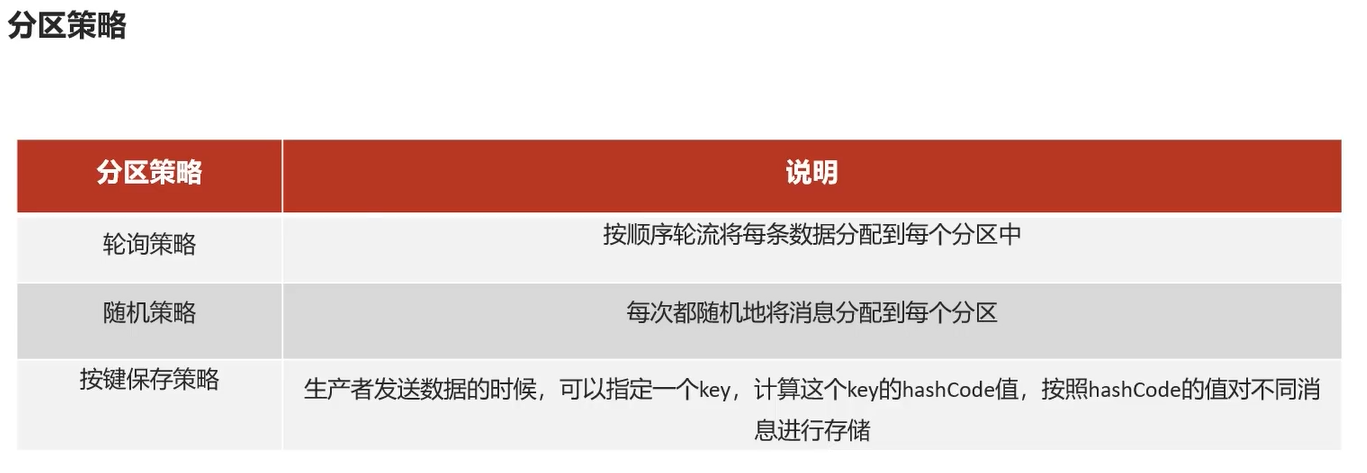 分区策略
分区策略 说明
轮询策略 按顺序轮流将每条数据分配到每个分区中
随机策略 每次都随机地将消息分配到每个分区
按键保存策略 生产者发送数据的时候，可以指定一个key，计算这个key的hashCode值，按照hashCode的值对不同消
息进行存储